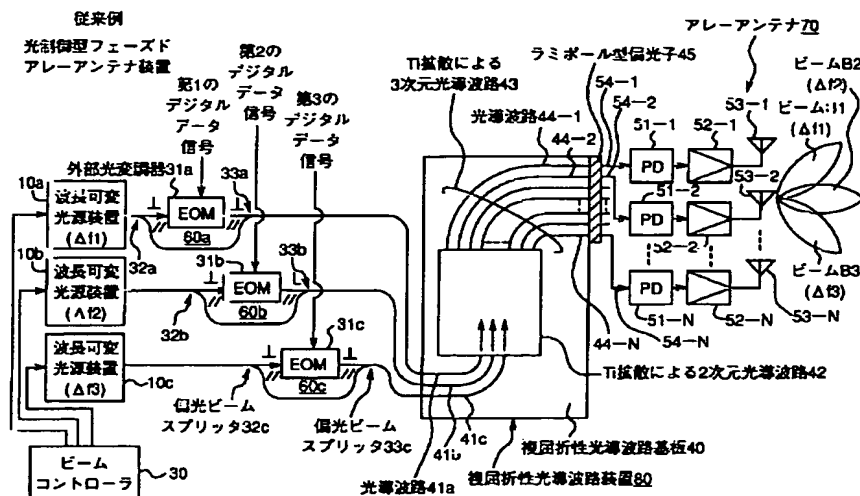 従来例
光制御型フェーズド
アレーアンテナ装置
第1の
デジタル
データ
信号
第2の
デジタル
データ
信号
第3の
デジタル
データ
信号
外部光変調器31a
10a
波長可変
光源装置
(Δf1)
32a
EOM
60a
33a
10b
波長可変
光源装置
(Δf2)
32b
31b
EOM
60b
33b
波長可変
光源装置
(Δf3)
10c
31c
EOM
60c
偏光ビーム
スプリッタ32c
偏光ビーム
スプリッタ33c
ビーム
コントローラ
30
Ti拡散による
3次元光導波路43
ラミポール型偏光子45
光導波路44-1
44-2
44-N
54-1
54-2
54-N
51-1
PD
52-1
53-1
51-2
PD
52-2
53-2
PD
51-N
52-N
53-N
アレーアンテナ70
ビームB2
(Δf2)
ビームB1
(Δf1)
ビームB3
(Δf3)
Ti拡散による2次元光導波路42
複屈折性光導波路基板40
複屈折性光導波路装置80
光導波路41a
41b
41c